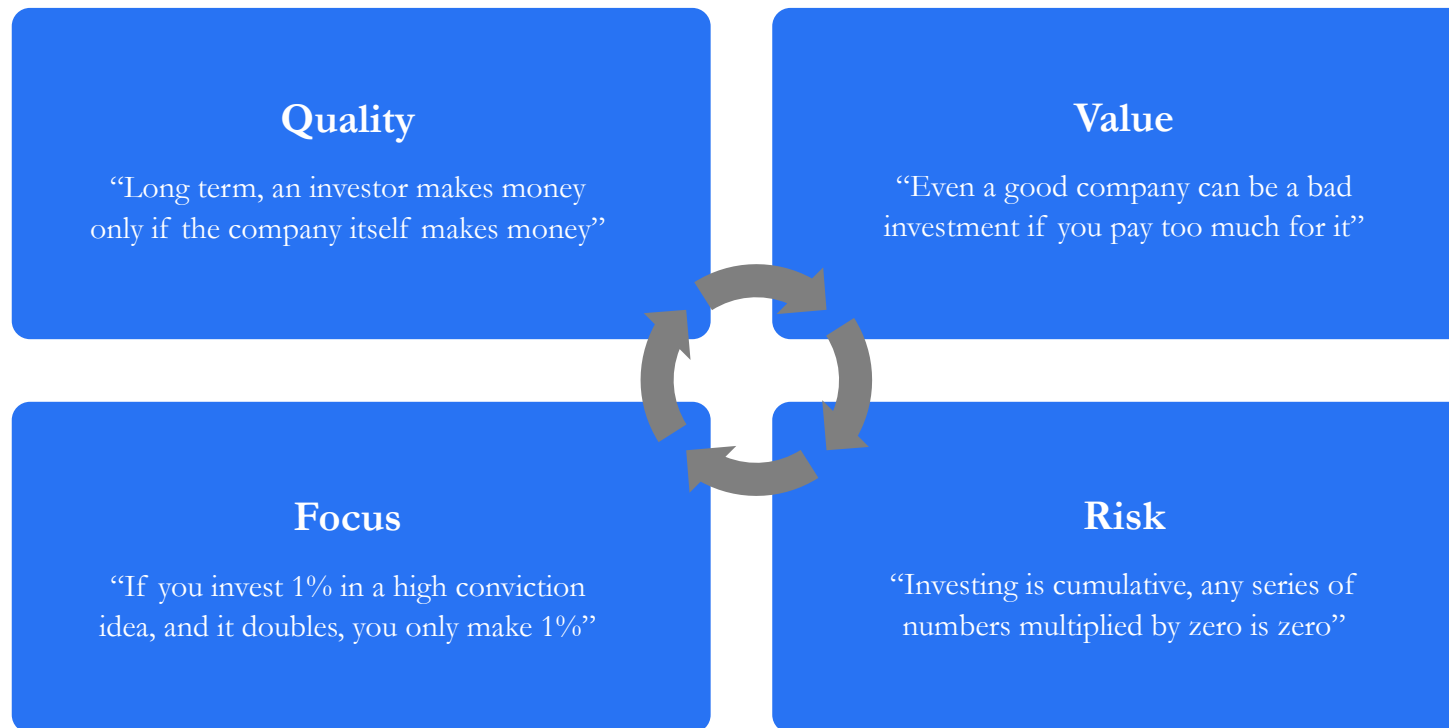 Quality
“Long term, an investor makes money
only if the company itself makes money”
Value
“Even a good company can be a bad
investment if you pay too much for it”
Focus
“If you invest 1% in a high conviction
idea, and it doubles, you only make 1%”
Risk
“Investing is cumulative, any series of
numbers multiplied by zero is zero”